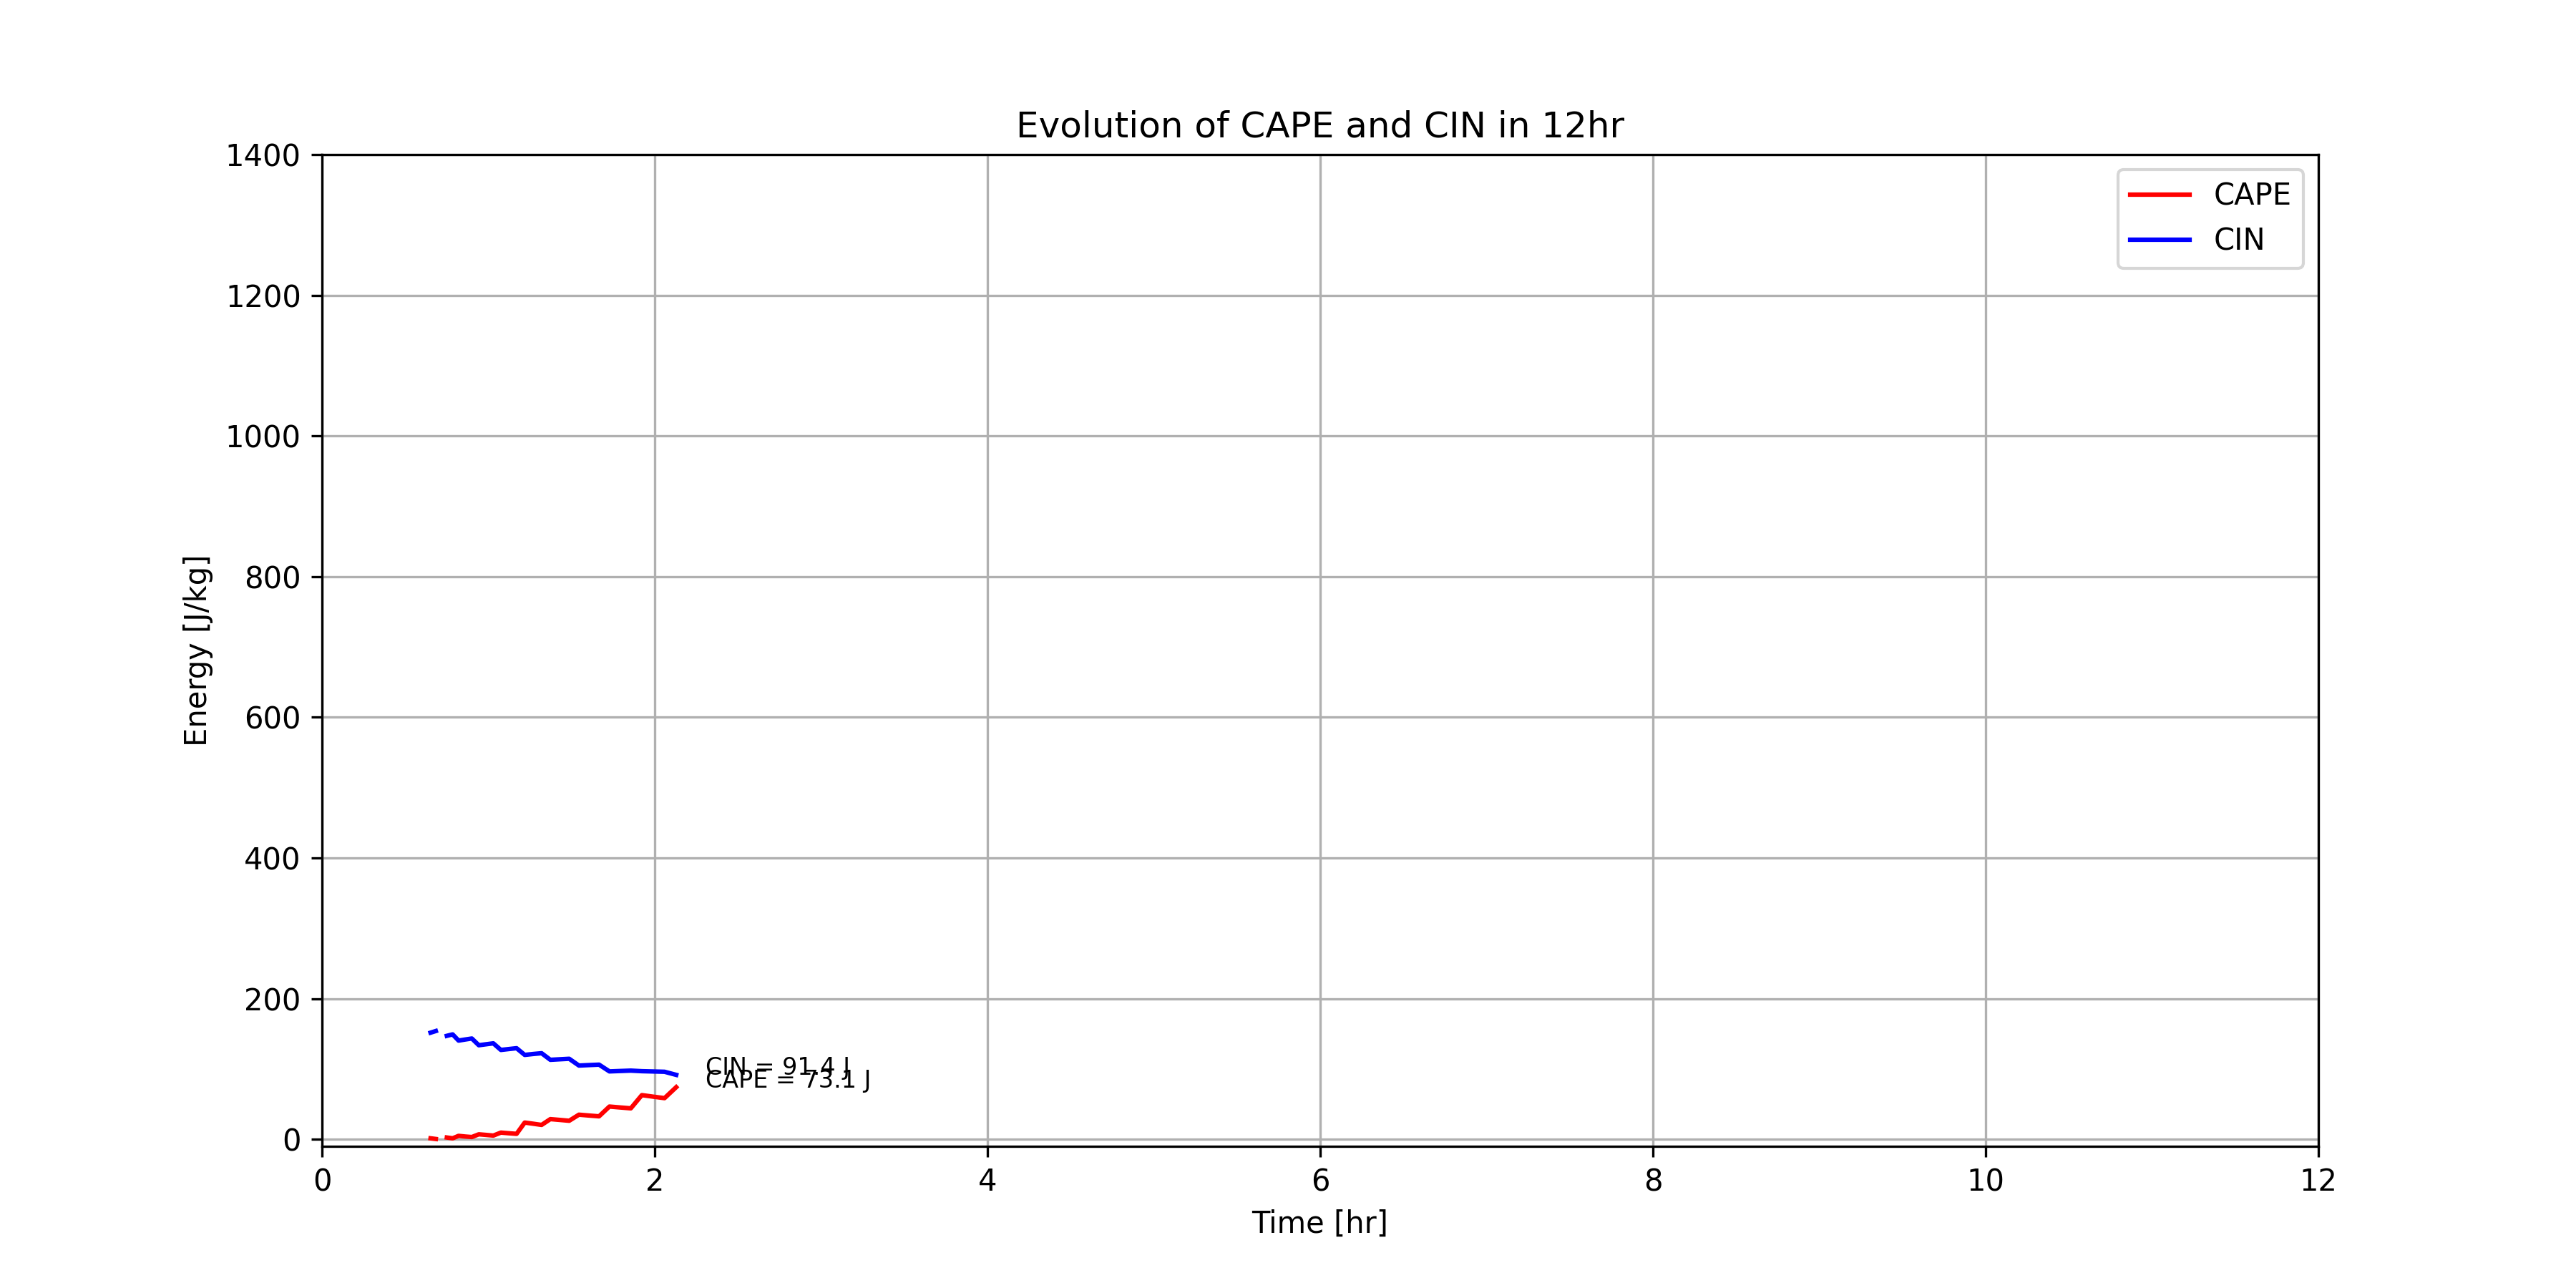 Evolution of CAPE and CIN in 12hr
1400
1200
1000
800
600
400
200
0
Energy [J/kg]
CAPE
CIN
CIN = 91.4 J
CAPE = 73.1 J
0 2 4 6 8 10 12
Time [hr]